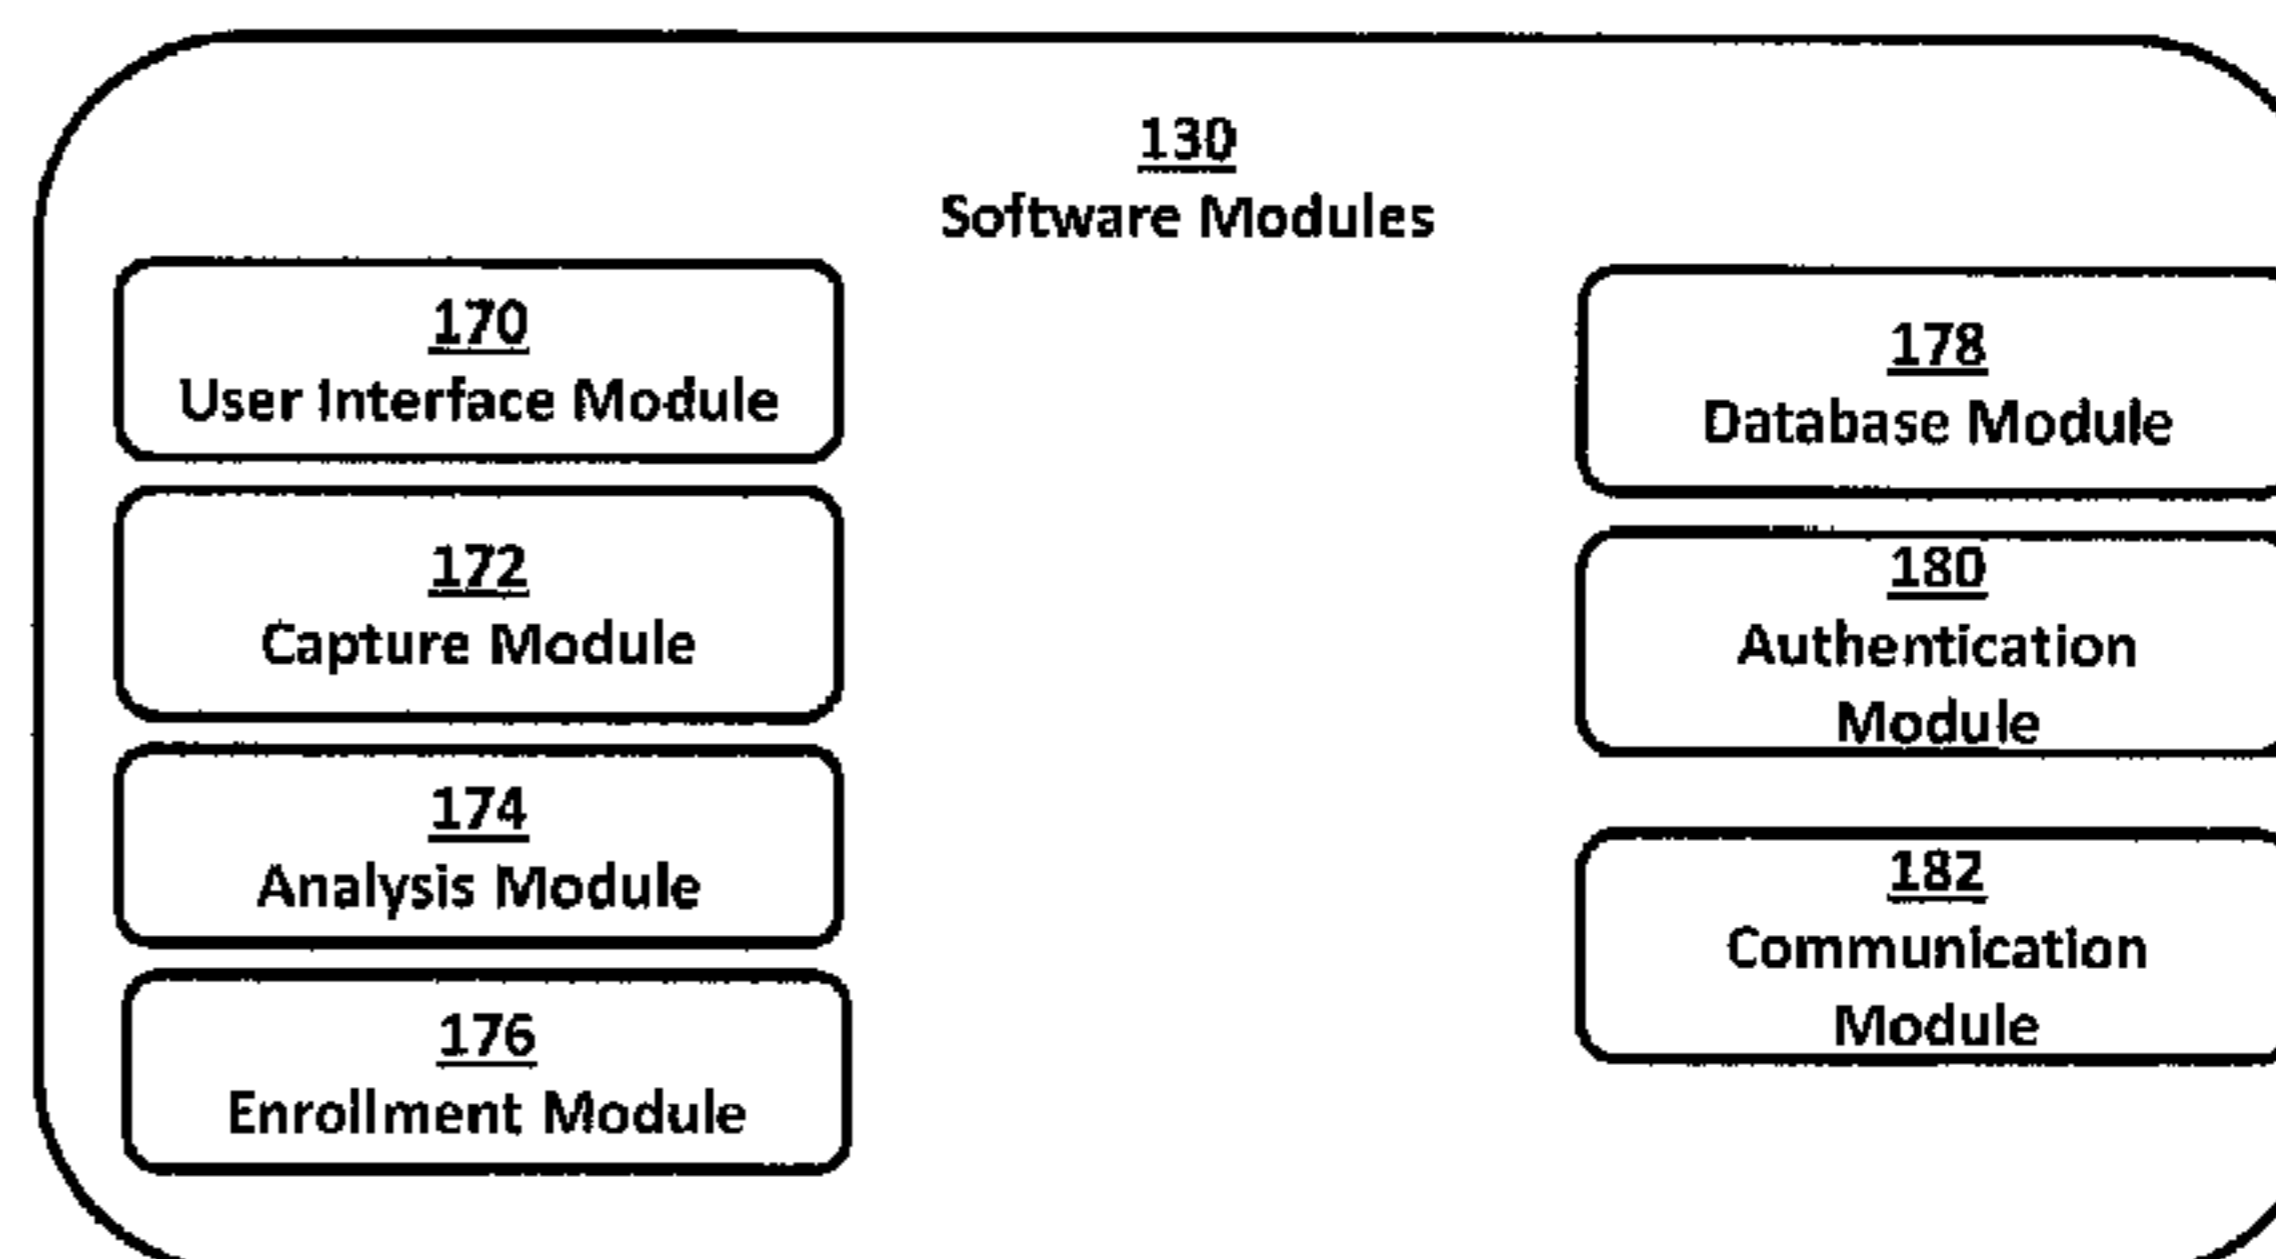 130
Software Modules
170
User Interface Module
172
Capture Module
174
Analysis Module
176
Enrollment Module
178
Database Module
180
Authentication
Module
182
Communication
Module